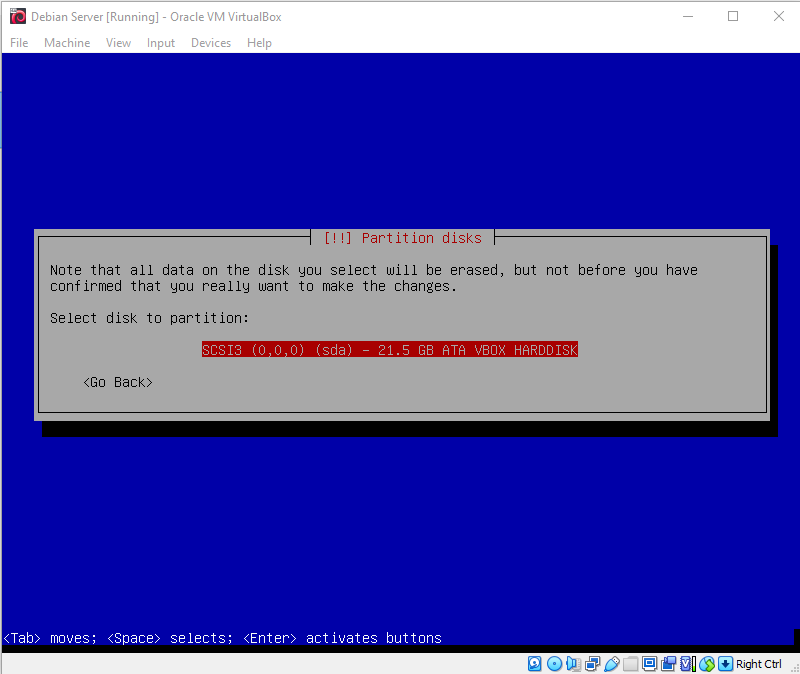 Debian Server [Running] - Oracle VM VirtualBox
File Machine View Input Devices Help
[!!] Partition disks
Note that all data on the disk you select will be erased, but not before you have
confirmed that you really want to make the changes.
Select disk to partition:
SCSI3 (0,0,0) (sda) - 21.5 GB ATA VBOX HARDDISK
<Go Back>
<Tab> moves; <Space> selects; <Enter> activates buttons
Right Ctrl